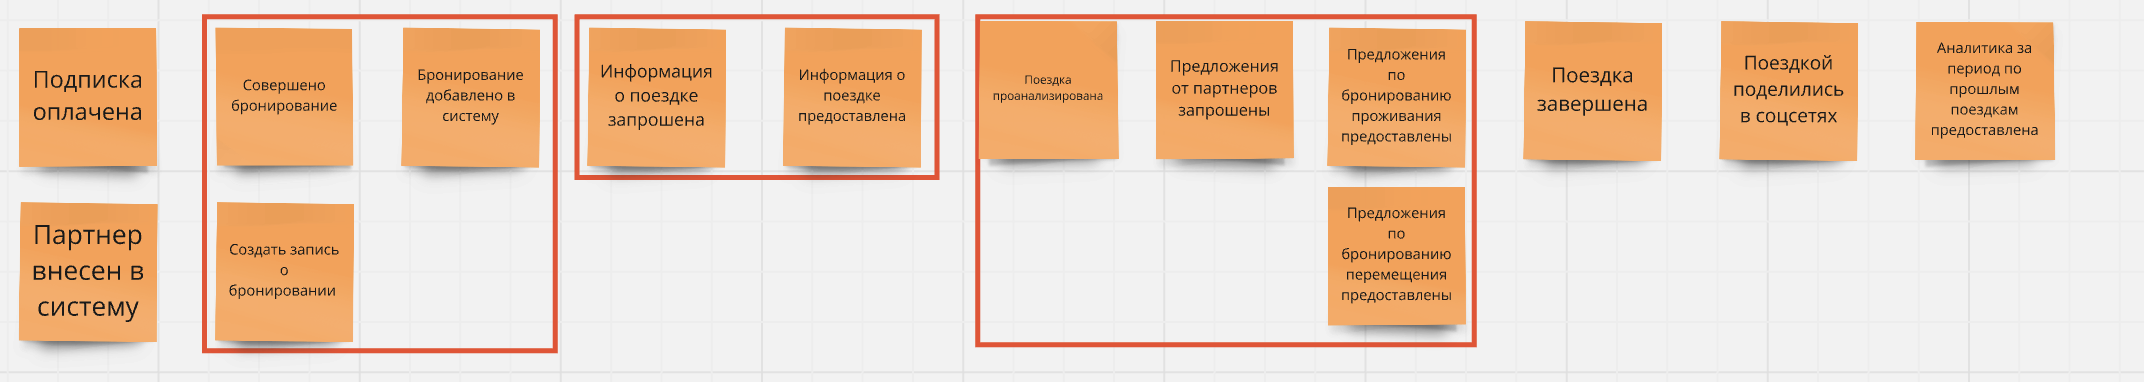 Подписка
оплачена
Партнер
внесен в
систему
Совершено
бронирование
Бронирование
добавлено в
систему
Создать запись
о
бронировании
Информация
о поездке
запрошена
Информация о
поездке
предоставлена
Поездка
проанализирована
Предложения
от партнеров
запрошены
Предложения
по
бронированию
проживания
предоставлены
Предложения
по
бронированию
перемещения
предоставлены
Поездка
завершена
Поездкой
поделились
в соцсетях
Аналитика за
период по
прошлым
поездкам
предоставлена